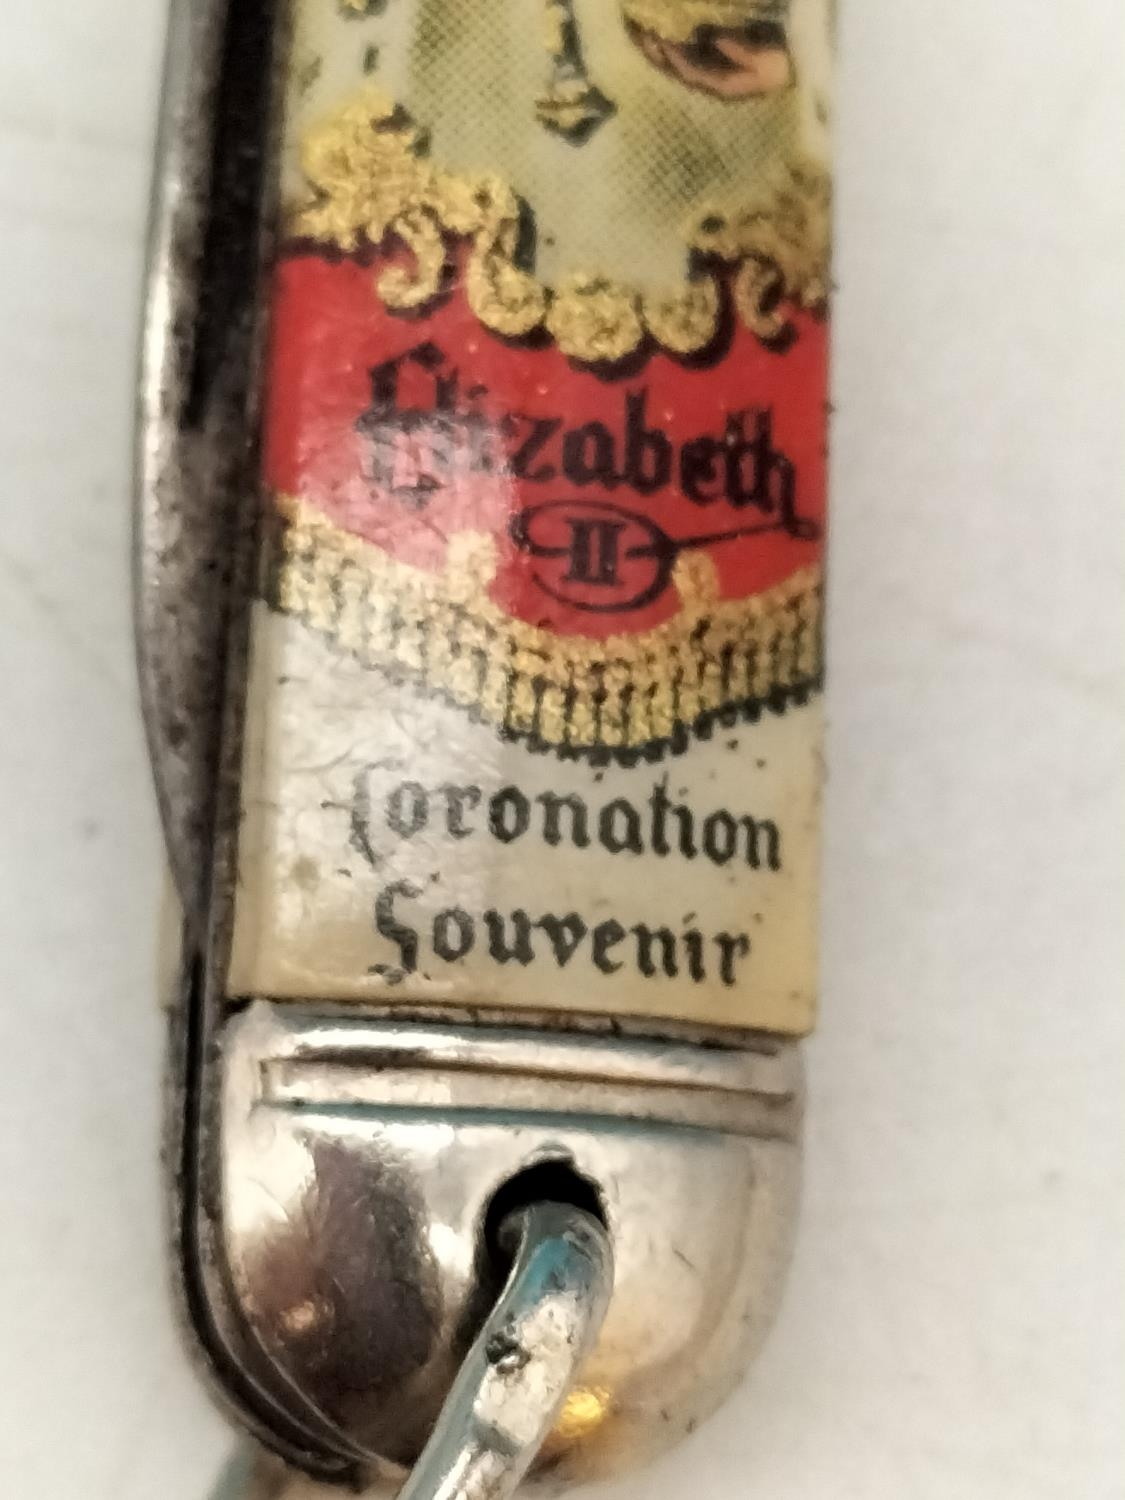 Elizabeth
II
Coronation
Souvenir